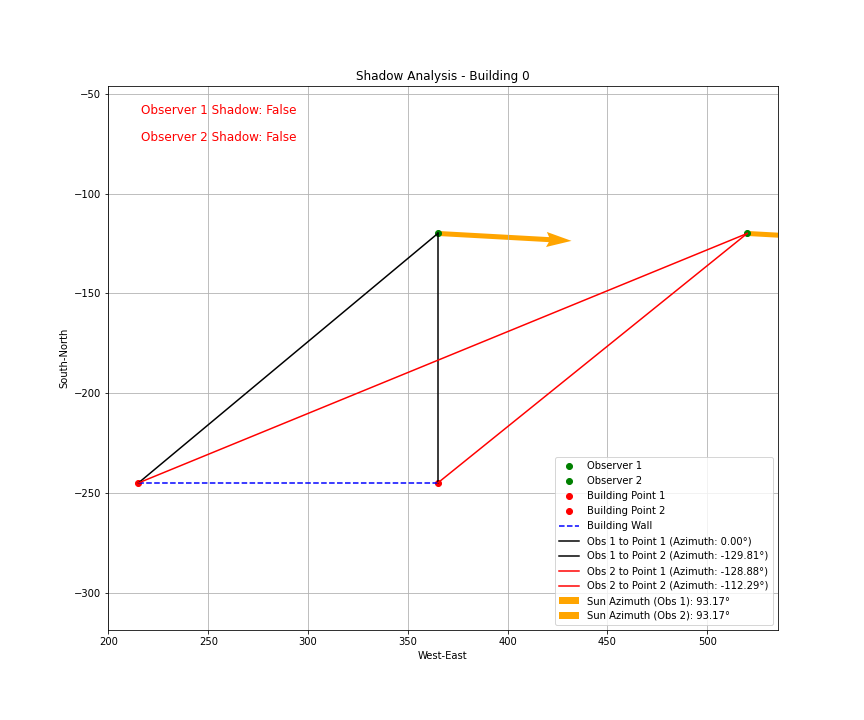 Shadow Analysis - Building 0
Observer 1 Shadow: False
Observer 2 Shadow: False
South-North
−50
−100
−150
−200
−250
−300
200
250
300
350
400
450
500
West-East
Observer 1
Observer 2
Building Point 1
Building Point 2
Building Wall
Obs 1 to Point 1 (Azimuth: 0.00°)
Obs 1 to Point 2 (Azimuth: -129.81°)
Obs 2 to Point 1 (Azimuth: -128.88°)
Obs 2 to Point 2 (Azimuth: -112.29°)
Sun Azimuth (Obs 1): 93.17°
Sun Azimuth (Obs 2): 93.17°